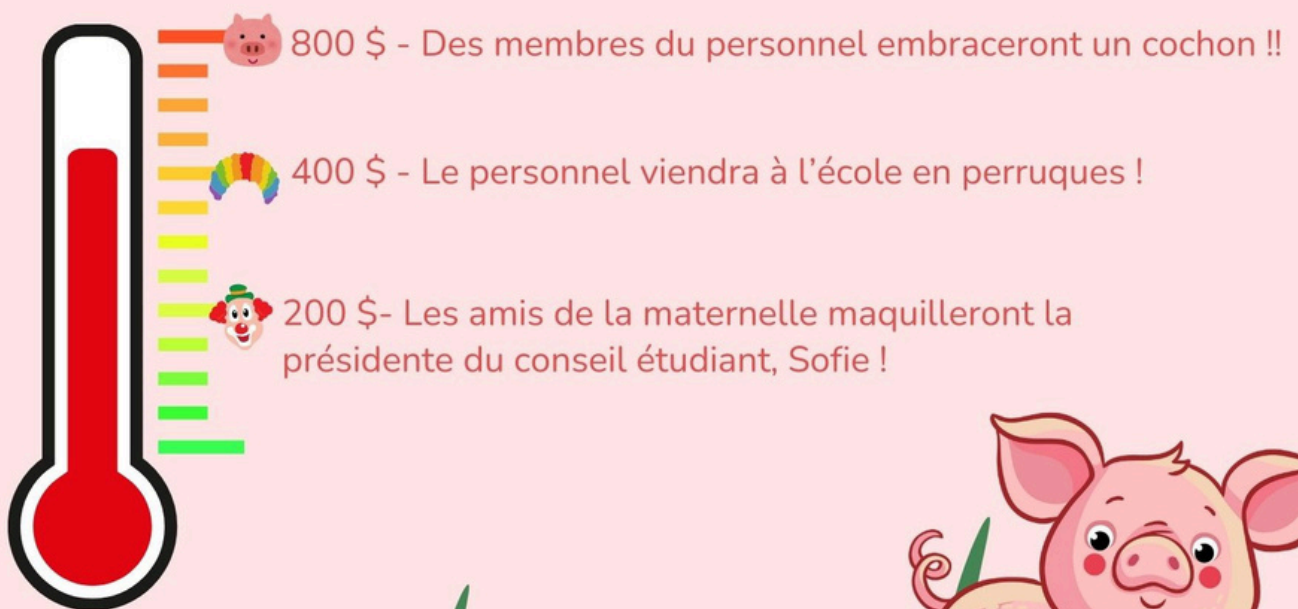 800 $ - Des membres du personnel embraceront un cochon !!
400 $ - Le personnel viendra à l'école en perruques !
200 $- Les amis de la maternelle maquilleront la
présidente du conseil étudiant, Sofie !